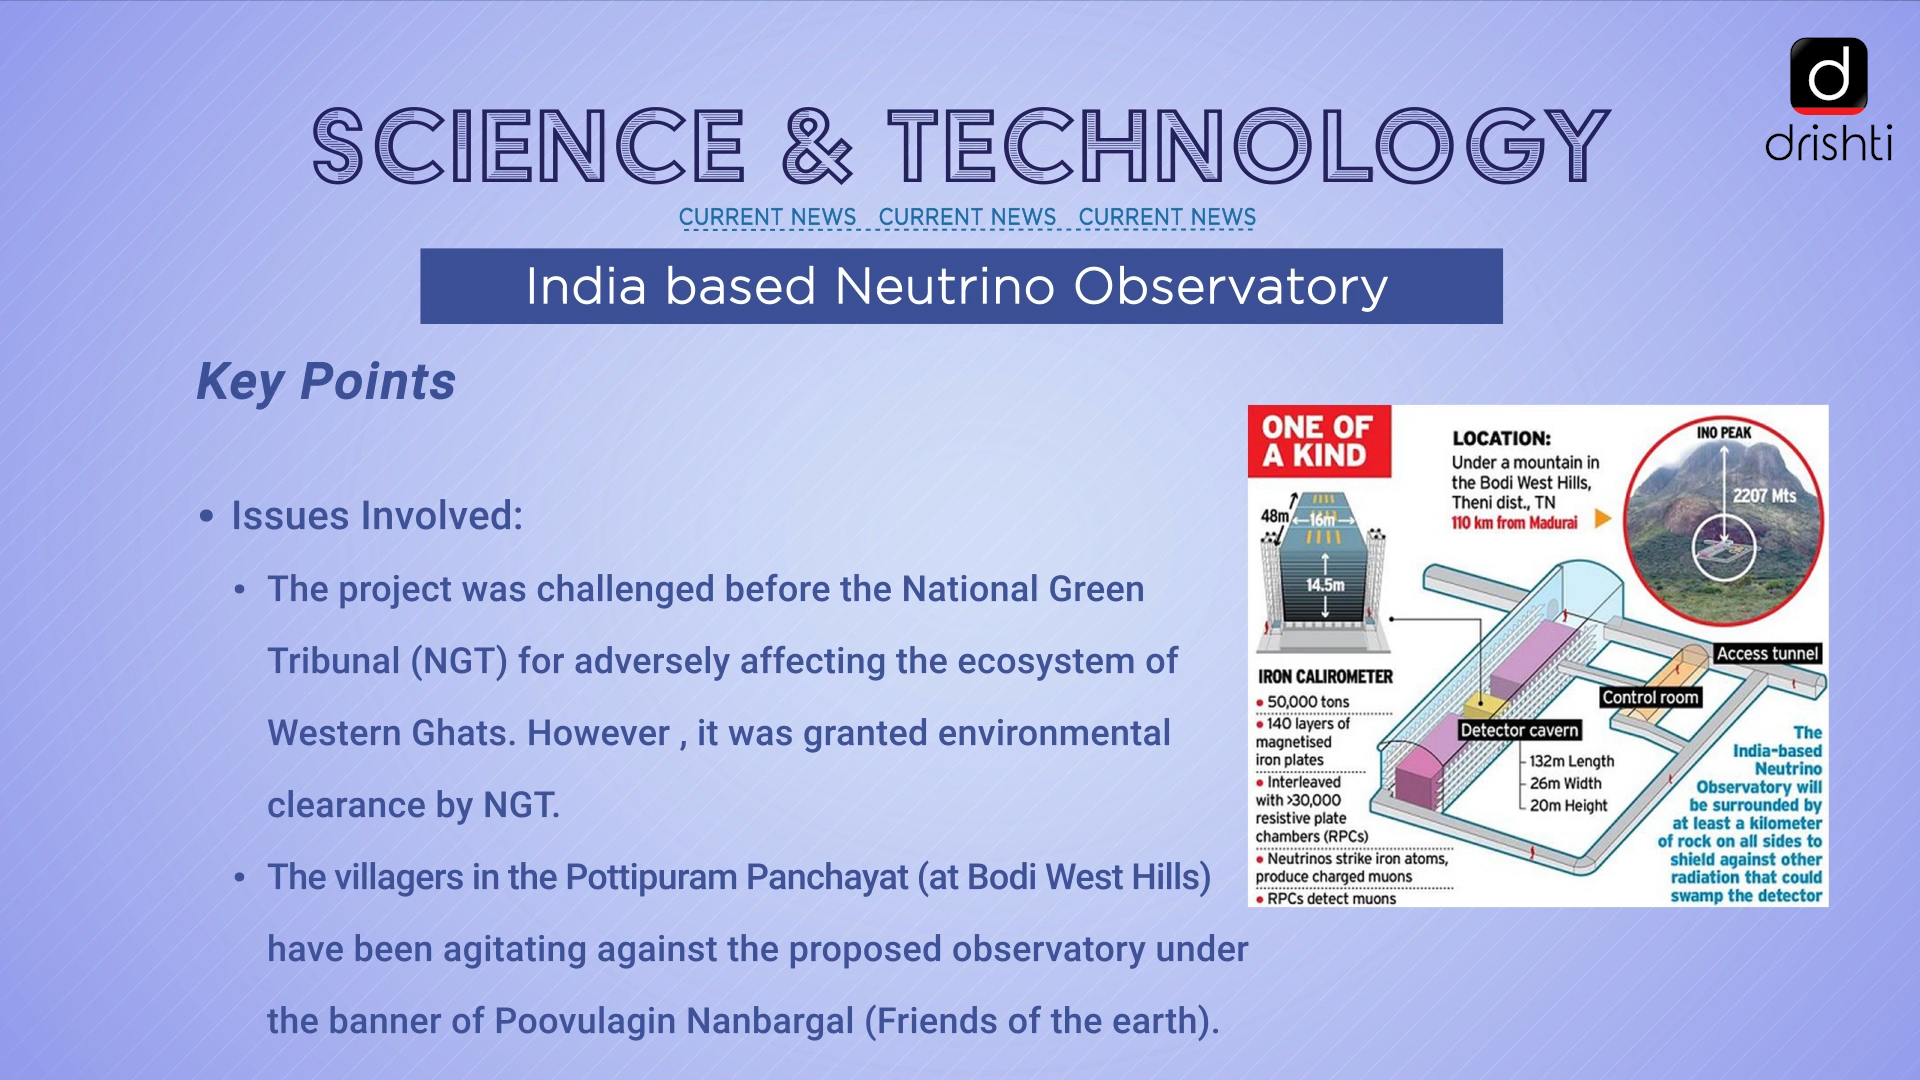 d
drishti
SCIENCE & TECHNOLOGY
CURRENT NEWS CURRENT NEWS CURRENT NEWS
India based Neutrino Observatory
Key Points
• Issues Involved:
• The project was challenged before the National Green
Tribunal (NGT) for adversely affecting the ecosystem of
Western Ghats. However , it was granted environmental
clearance by NGT.
• The villagers in the Pottipuram Panchayat (at Bodi West Hills)
have been agitating against the proposed observatory under
the banner of Poovulagin Nanbargal (Friends of the earth).
ONE OF
A KIND
48m
16m
14.5m
IRON CALIROMETER
• 50,000 tons
• 140 layers of
magnetised
iron plates
• Interleaved
with >30,000
resistive plate
chambers (RPCs)
• Neutrinos strike iron atoms,
produce charged muons
• RPCs detect muons
LOCATION:
Under a mountain in
the Bodi West Hills,
Theni dist., TN
110 km from Madurai
INO PEAK
2207 Mts
Access tunnel
Control room
Detector cavern
132m Length
26m Width
20m Height
The
India-based
Neutrino
Observatory will
be surrounded by
at least a kilometer
of rock on all sides to
shield against other
radiation that could
swamp the detector